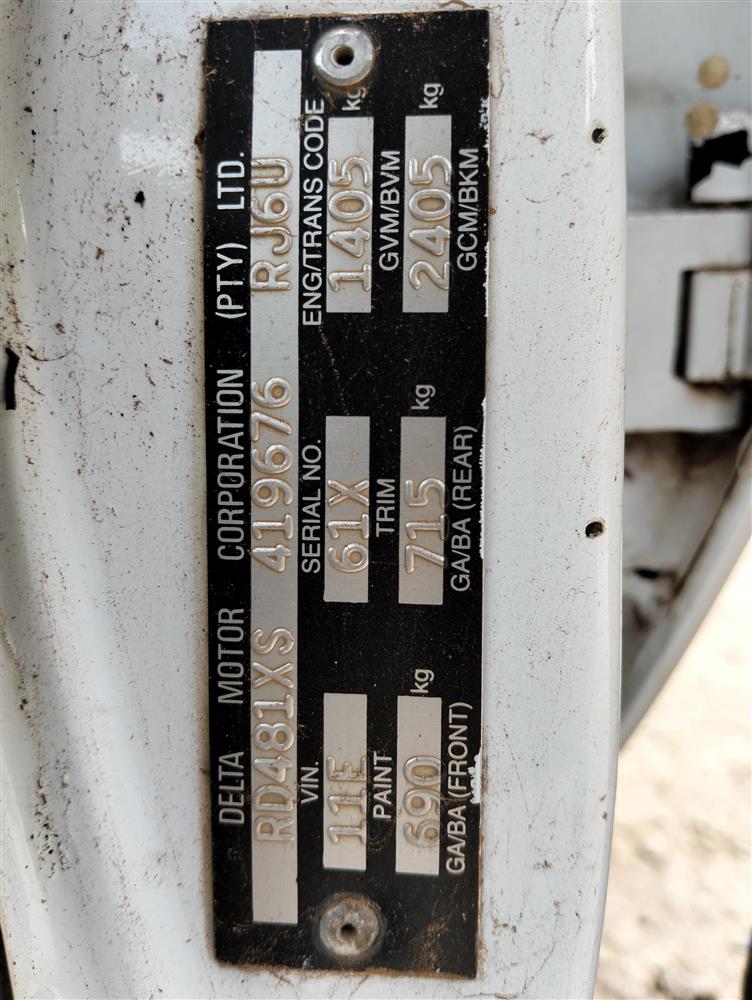 DELTA MOTOR CORPORATION (PTY) LTD.
RD481XS 419676 RJ6U
VIN. SERIAL NO. ENG/TRANS CODE
11E 61X 1405 kg
PAINT TRIM GVM/BVM
690 kg 715 kg 2405 kg
GA/BA (FRONT) GA/BA (REAR) GCM/BKM